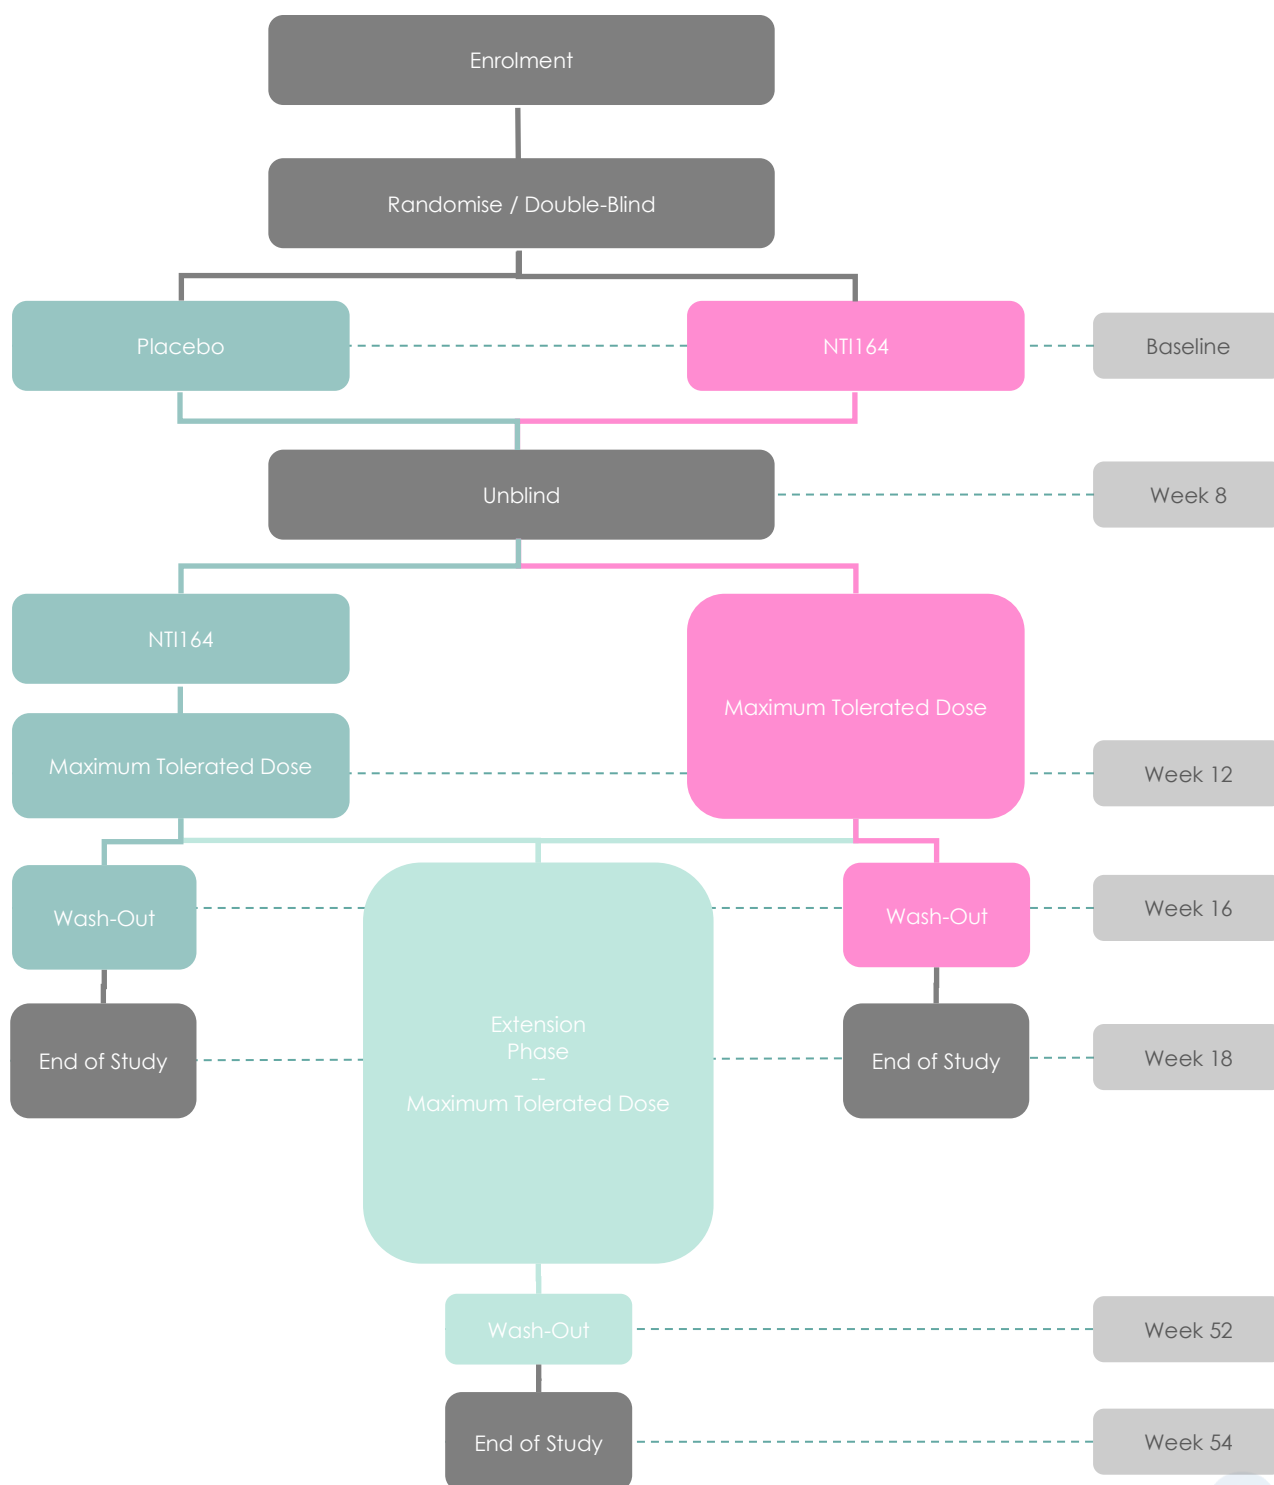 Enrolment
Randomise / Double-Blind
Placebo
NTI164
Baseline
Unblind
Week 8
NTI164
Maximum Tolerated Dose
Maximum Tolerated Dose
Week 12
Wash-Out
Wash-Out
Week 16
Extension
Phase
--
Maximum Tolerated Dose
End of Study
End of Study
Week 18
Wash-Out
Week 52
End of Study
Week 54